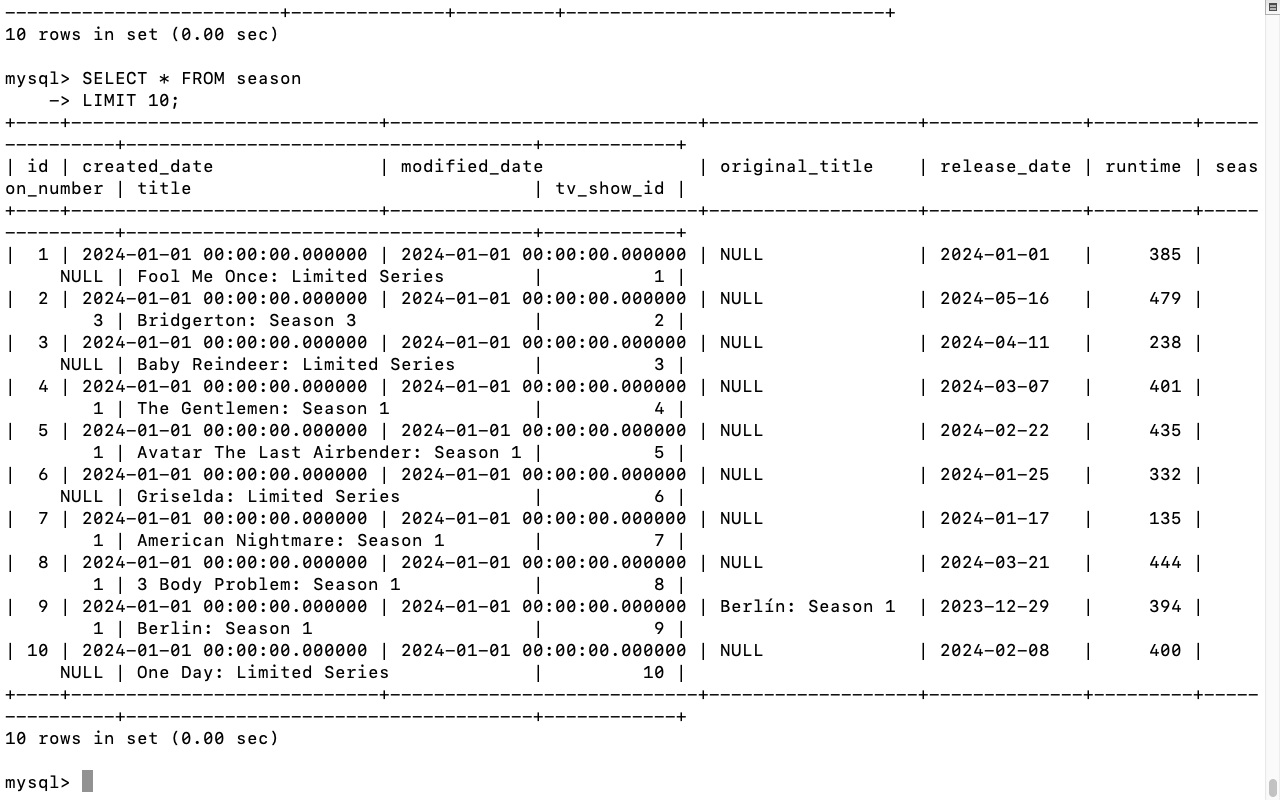 -------------------------+---------------+---------+-----------------------------+
10 rows in set (0.00 sec)
mysql> SELECT * FROM season
    -> LIMIT 10;
+----+----------------------------+----------------------------+-------------------+--------------+---------+-----
----------+-------------------------------------+------------+
| id | created_date               | modified_date              | original_title    | release_date | runtime | seas
on_number | title                               | tv_show_id |
+----+----------------------------+----------------------------+-------------------+--------------+---------+-----
----------+-------------------------------------+------------+
|  1 | 2024-01-01 00:00:00.000000 | 2024-01-01 00:00:00.000000 | NULL              | 2024-01-01   |     385 |
     NULL | Fool Me Once: Limited Series        |          1 |
|  2 | 2024-01-01 00:00:00.000000 | 2024-01-01 00:00:00.000000 | NULL              | 2024-05-16   |     479 |
        3 | Bridgerton: Season 3                |          2 |
|  3 | 2024-01-01 00:00:00.000000 | 2024-01-01 00:00:00.000000 | NULL              | 2024-04-11   |     238 |
     NULL | Baby Reindeer: Limited Series       |          3 |
|  4 | 2024-01-01 00:00:00.000000 | 2024-01-01 00:00:00.000000 | NULL              | 2024-03-07   |     401 |
        1 | The Gentlemen: Season 1             |          4 |
|  5 | 2024-01-01 00:00:00.000000 | 2024-01-01 00:00:00.000000 | NULL              | 2024-02-22   |     435 |
        1 | Avatar The Last Airbender: Season 1 |          5 |
|  6 | 2024-01-01 00:00:00.000000 | 2024-01-01 00:00:00.000000 | NULL              | 2024-01-25   |     332 |
     NULL | Griselda: Limited Series            |          6 |
|  7 | 2024-01-01 00:00:00.000000 | 2024-01-01 00:00:00.000000 | NULL              | 2024-01-17   |     135 |
        1 | American Nightmare: Season 1        |          7 |
|  8 | 2024-01-01 00:00:00.000000 | 2024-01-01 00:00:00.000000 | NULL              | 2024-03-21   |     444 |
        1 | 3 Body Problem: Season 1            |          8 |
|  9 | 2024-01-01 00:00:00.000000 | 2024-01-01 00:00:00.000000 | Berlín: Season 1  | 2023-12-29   |     394 |
        1 | Berlin: Season 1                    |          9 |
| 10 | 2024-01-01 00:00:00.000000 | 2024-01-01 00:00:00.000000 | NULL              | 2024-02-08   |     400 |
     NULL | One Day: Limited Series             |         10 |
+----+----------------------------+----------------------------+-------------------+--------------+---------+-----
----------+-------------------------------------+------------+
10 rows in set (0.00 sec)
mysql>